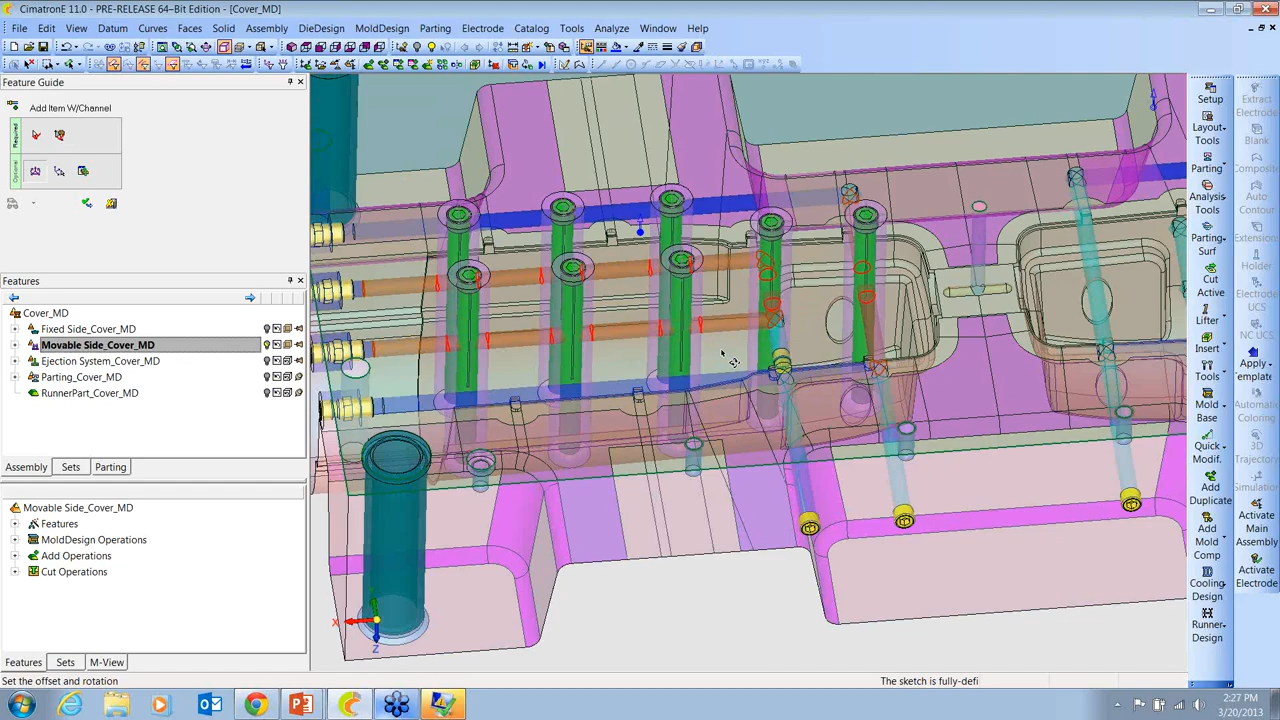 CimatronE 11.0 - PRE-RELEASE 64-Bit Edition - [Cover_MD]
File Edit View Datum Curves Faces Solid Assembly DieDesign MoldDesign Parting Electrode Catalog Tools Analyze Window Help
Feature Guide
Add Item W/Channel
Required
Optional
Features
Cover_MD
Fixed Side_Cover_MD
Movable Side_Cover_MD
Ejection System_Cover_MD
Parting_Cover_MD
RunnerPart_Cover_MD
Assembly Sets Parting
Movable Side_Cover_MD
Features
MoldDesign Operations
Add Operations
Cut Operations
Features Sets M-View
X
Z
Setup
Layout Tools
Parting
Analysis Tools
Parting Surf
Cut Active
Lifter
Insert
Tools
Mold Base
Quick Modif.
Add Duplicate
Add Mold Comp
Cooling Design
Runner Design
Extract Electrode
Blank
Composite
Auto Contour
Extensions
Holder
Electrode UCS
NC UCS
Apply Template
Automatic Coloring
3D Trajectory
Simulation
Activate Main Assembly
Activate Electrode
Set the offset and rotation
The sketch is fully-defi
2:27 PM
3/20/2013